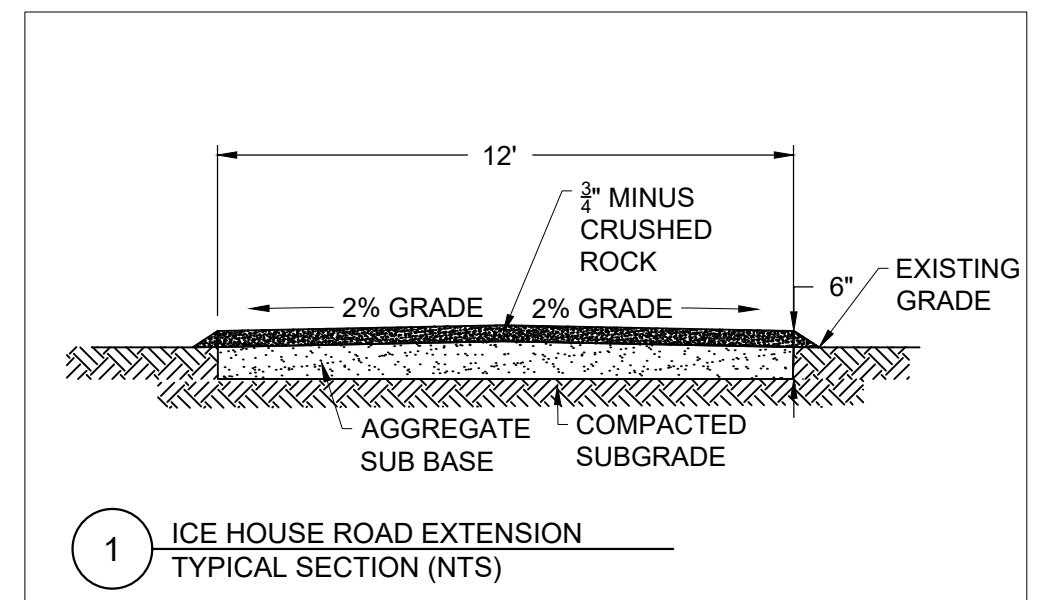 12'
¾" MINUS
CRUSHED
ROCK
6"
EXISTING
GRADE
2% GRADE
2% GRADE
AGGREGATE
SUB BASE
COMPACTED
SUBGRADE
1
ICE HOUSE ROAD EXTENSION
TYPICAL SECTION (NTS)